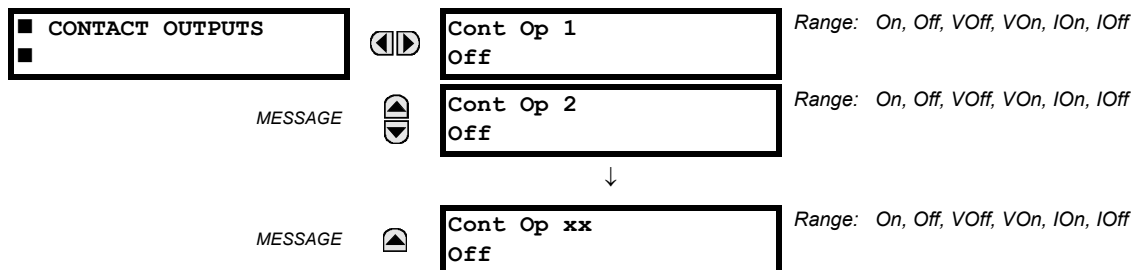 ■ CONTACT OUTPUTS
■
Cont Op 1
Off
Range: On, Off, VOff, VOn, IOn, IOff
MESSAGE
Cont Op 2
Off
Range: On, Off, VOff, VOn, IOn, IOff
↓
MESSAGE
Cont Op xx
Off
Range: On, Off, VOff, VOn, IOn, IOff